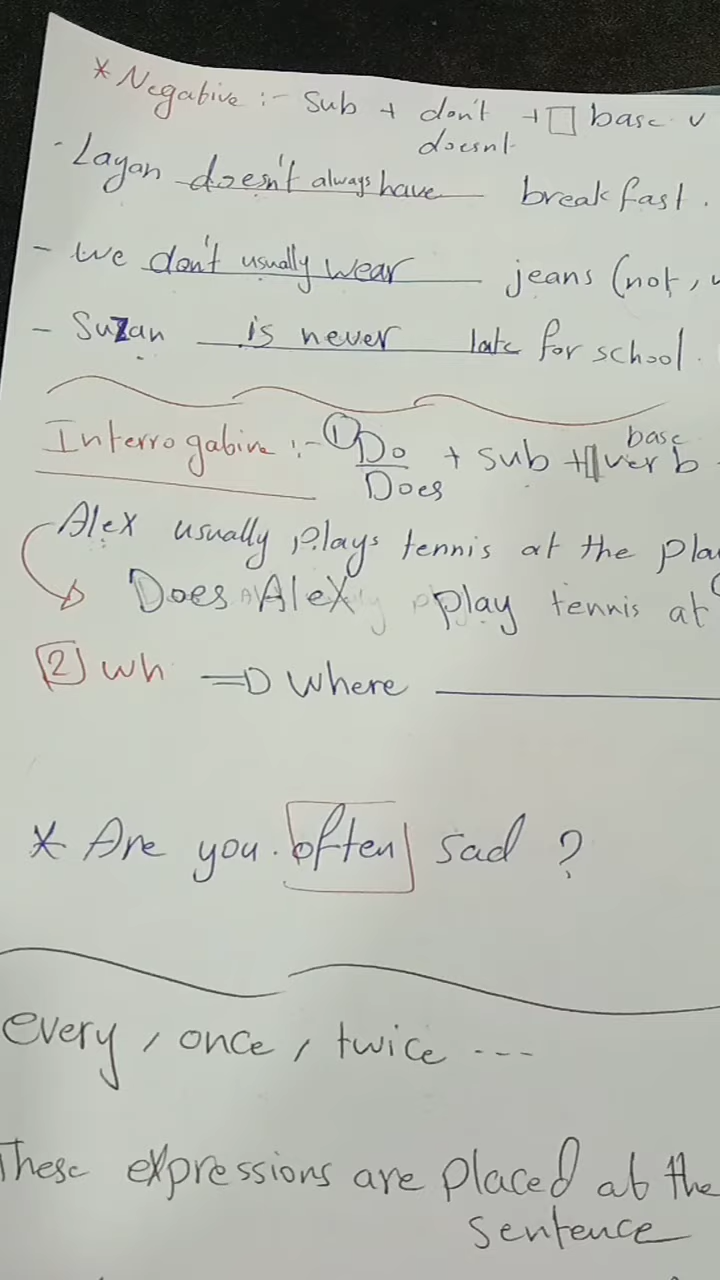 * Negative :- Sub + don't + □ base v
doesn't
- Layan doesn't always have breakfast.
- we don't usually wear jeans (not,
- Suzan is never late for school.
Interrogative :- ① Do + sub + □ verb
base
Does
Alex usually plays tennis at the pla
Does Alex play tennis at
[2] wh => where
* Are you often sad ?
every, once, twice ---
These expressions are placed at the
sentence